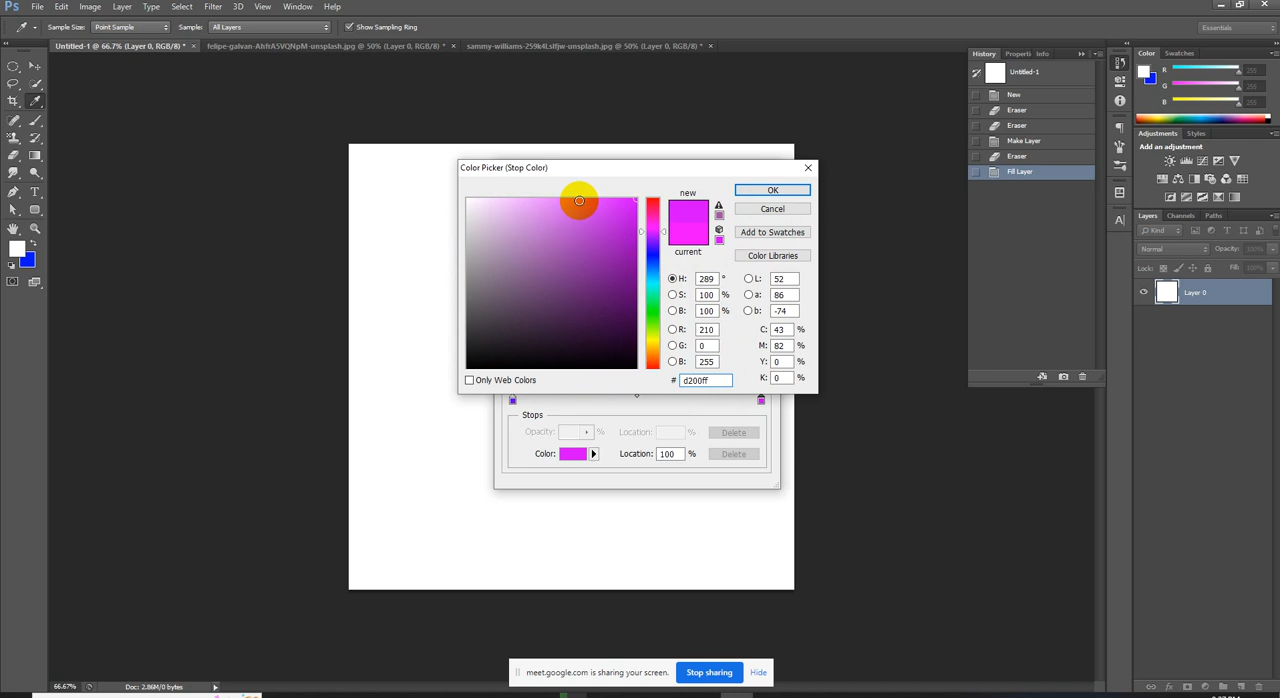 Ps File Edit Image Layer Type Select Filter 3D View Window Help
Sample Size: Point Sample Sample: All Layers Show Sampling Ring Essentials
Untitled-1 @ 66.7% (Layer 0, RGB/8) * × felipe-galvan-AhfrA5VQNpM-unsplash.jpg @ 50% (Layer 0, RGB/8) * × sammy-williams-259k4LsIfjw-unsplash.jpg @ 50% (Layer 0, RGB/8) * ×
History Properti Info
Untitled-1
New
Eraser
Eraser
Make Layer
Eraser
Fill Layer
Color Swatches
R 255
G 255
B 255
Adjustments Styles
Add an adjustment
Layers Channels Paths
Kind
Normal Opacity: 100%
Lock: Fill: 100%
Layer 0
Color Picker (Stop Color)
new
current
OK
Cancel
Add to Swatches
Color Libraries
H: 289 ° L: 52
S: 100 % a: 86
B: 100 % b: -74
R: 210 C: 43 %
G: 0 M: 82 %
B: 255 Y: 0 %
# d200ff K: 0 %
Only Web Colors
Stops
Opacity: % Location: % Delete
Color: Location: 100 % Delete
meet.google.com is sharing your screen. Stop sharing Hide
66.67% Doc: 2.86M/0 bytes